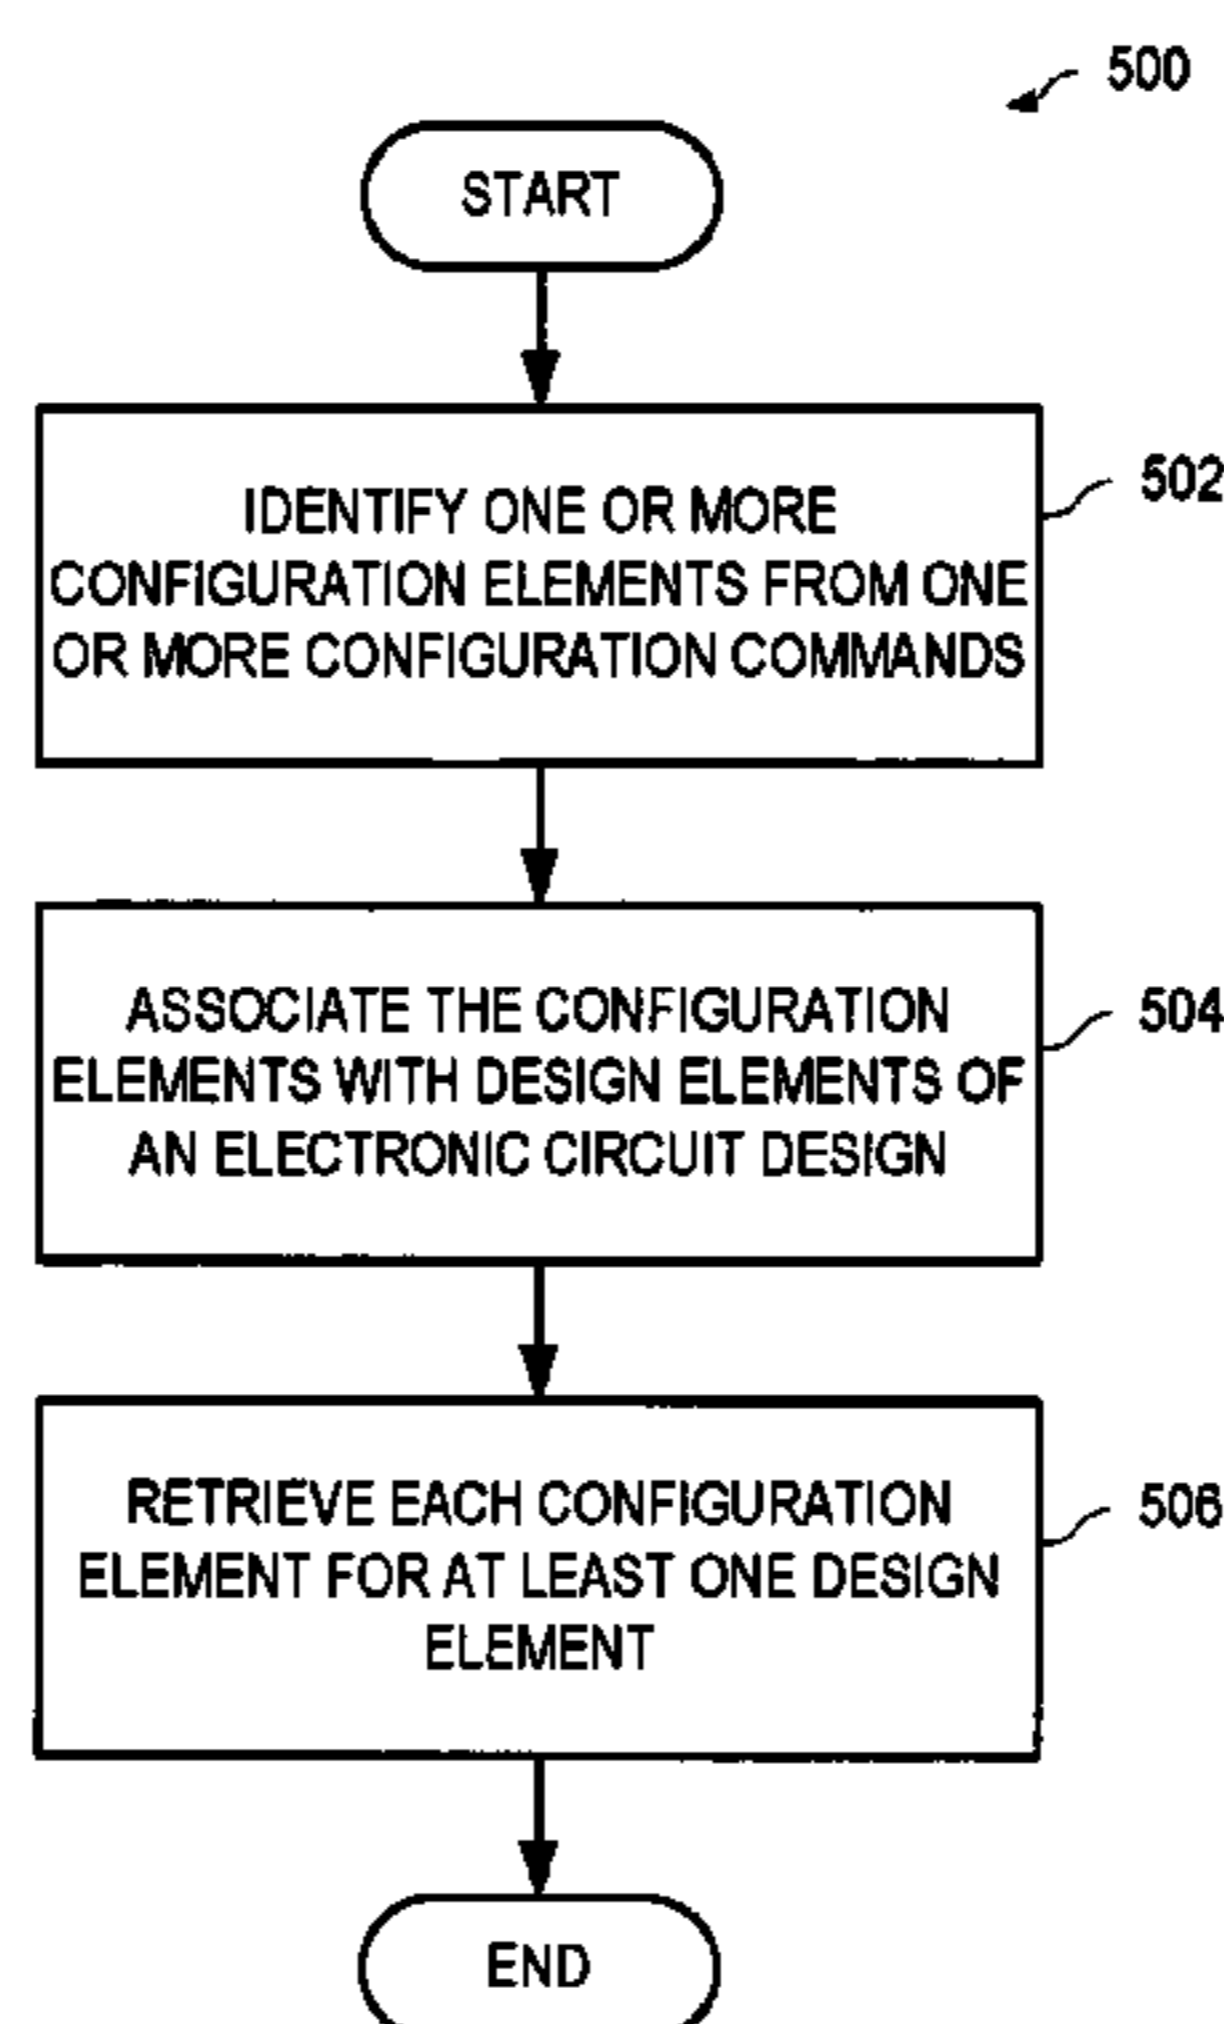 500
START
IDENTIFY ONE OR MORE
CONFIGURATION ELEMENTS FROM ONE
OR MORE CONFIGURATION COMMANDS
502
ASSOCIATE THE CONFIGURATION
ELEMENTS WITH DESIGN ELEMENTS OF
AN ELECTRONIC CIRCUIT DESIGN
504
RETRIEVE EACH CONFIGURATION
ELEMENT FOR AT LEAST ONE DESIGN
ELEMENT
506
END